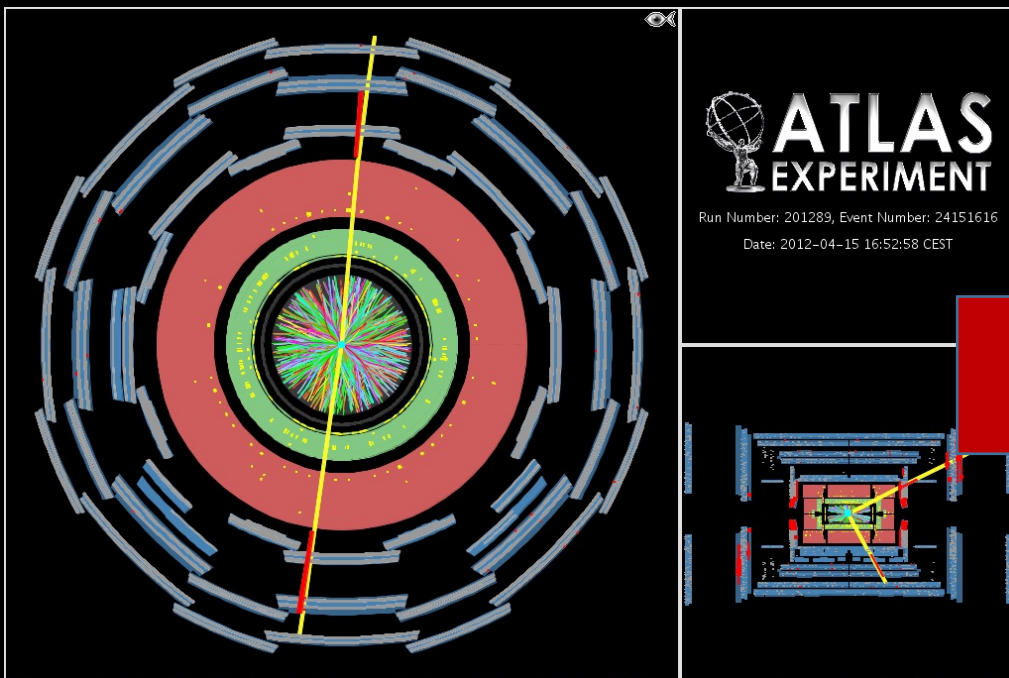 ATLAS
EXPERIMENT
Run Number: 201289, Event Number: 24151616
Date: 2012-04-15 16:52:58 CEST